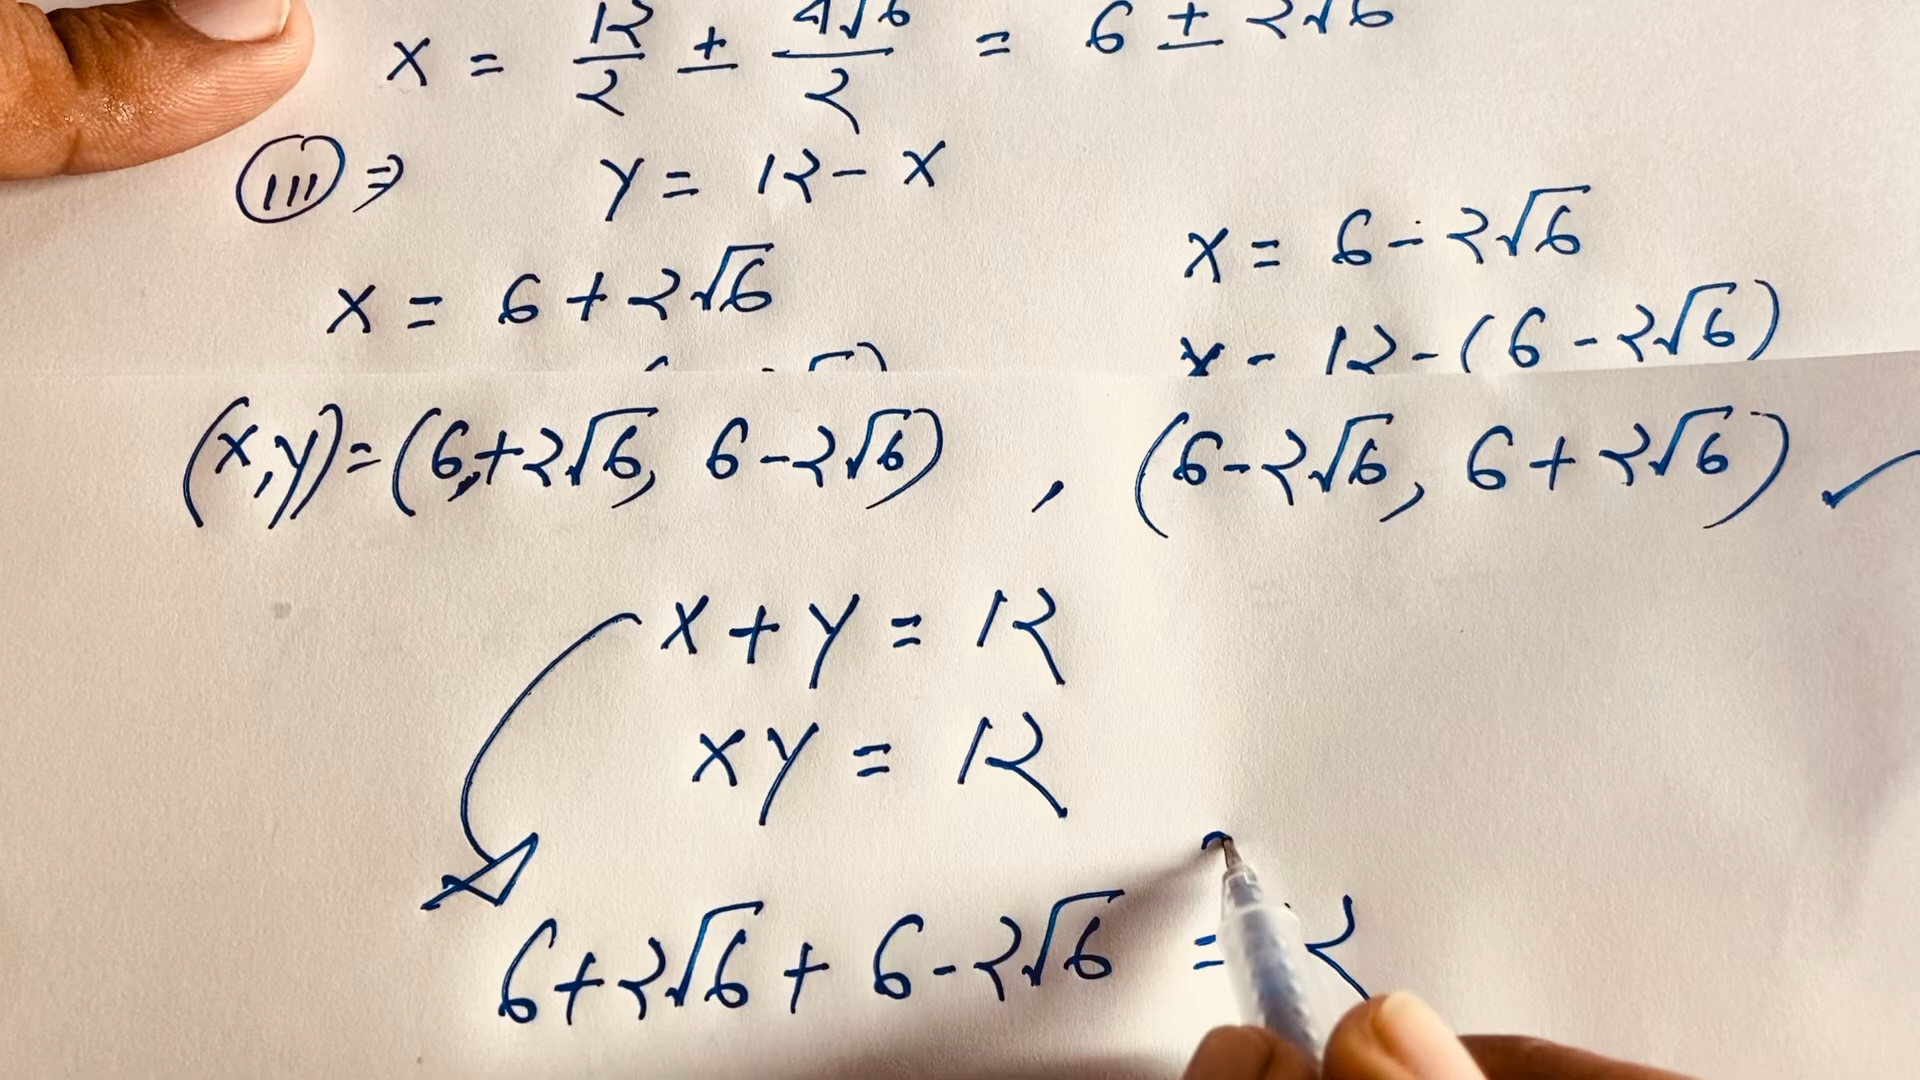 x = 12/2 ± 4√6/2 = 6 ± 2√6
(iii) ⇒ y = 12 - x
x = 6 + 2√6
x = 6 - 2√6
y = 12 - (6 - 2√6)
(x,y) = (6+2√6, 6-2√6) , (6-2√6, 6+2√6) ✓
x + y = 12
xy = 12
6+2√6 + 6-2√6 =